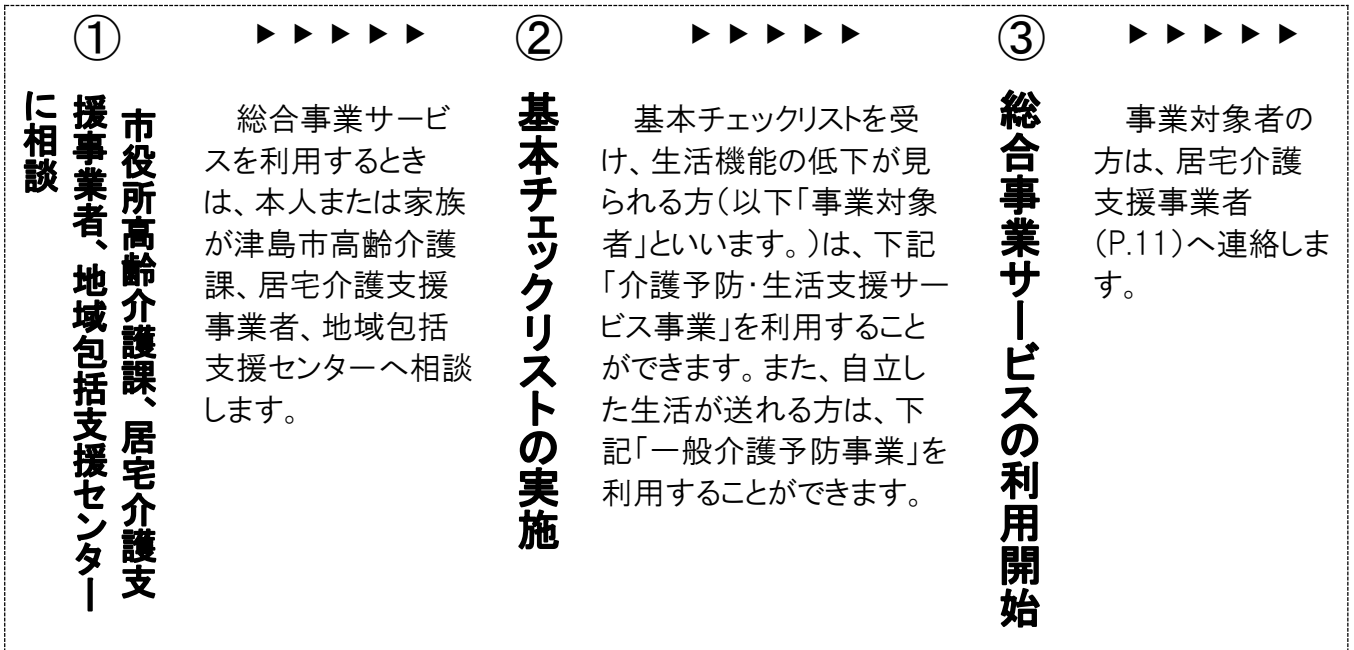 ①
▶ ▶ ▶ ▶ ▶
市役所高齢介護課、居宅介護支
援事業者、地域包括支援センター
に相談
総合事業サービ
スを利用するとき
は、本人または家族
が津島市高齢介護
課、居宅介護支援
事業者、地域包括
支援センターへ相談
します。
②
▶ ▶ ▶ ▶ ▶
基本チェックリストの実施
基本チェックリストを受
け、生活機能の低下が見
られる方(以下「事業対象
者」といいます。)は、下記
「介護予防・生活支援サー
ビス事業」を利用すること
ができます。また、自立し
た生活が送れる方は、下
記「一般介護予防事業」を
利用することができます。
③
▶ ▶ ▶ ▶ ▶
総合事業サービスの利用開始
事業対象者の
方は、居宅介護
支援事業者
(P.11)へ連絡しま
す。